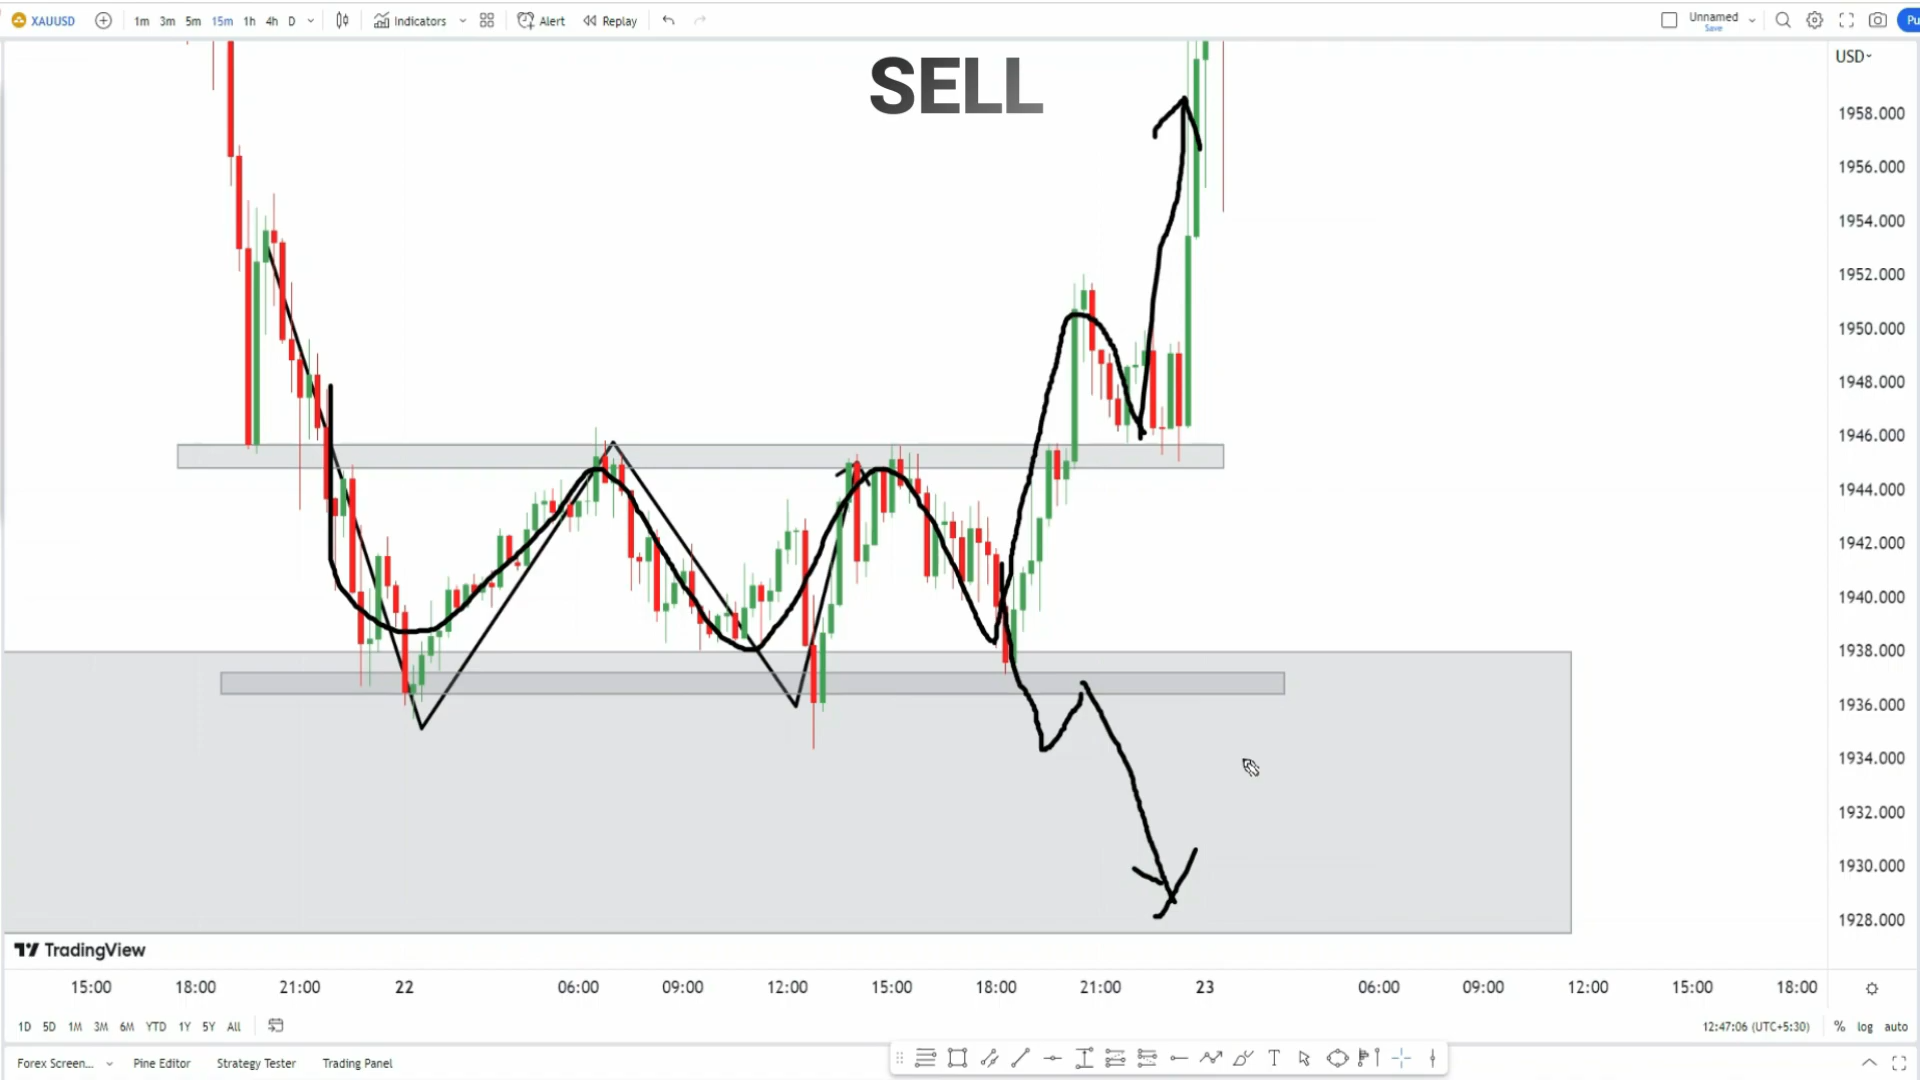 XAUUSD 1m 3m 5m 15m 1h 4h D Indicators Alert Replay Unnamed
Save
USD
SELL
1958.000
1956.000
1954.000
1952.000
1950.000
1948.000
1946.000
1944.000
1942.000
1940.000
1938.000
1936.000
1934.000
1932.000
1930.000
1928.000
TradingView
15:00 18:00 21:00 22 06:00 09:00 12:00 15:00 18:00 21:00 23 06:00 09:00 12:00 15:00 18:00
1D 5D 1M 3M 6M YTD 1Y 5Y All 12:47:06 (UTC+5:30) % log auto
Forex Screen... Pine Editor Strategy Tester Trading Panel